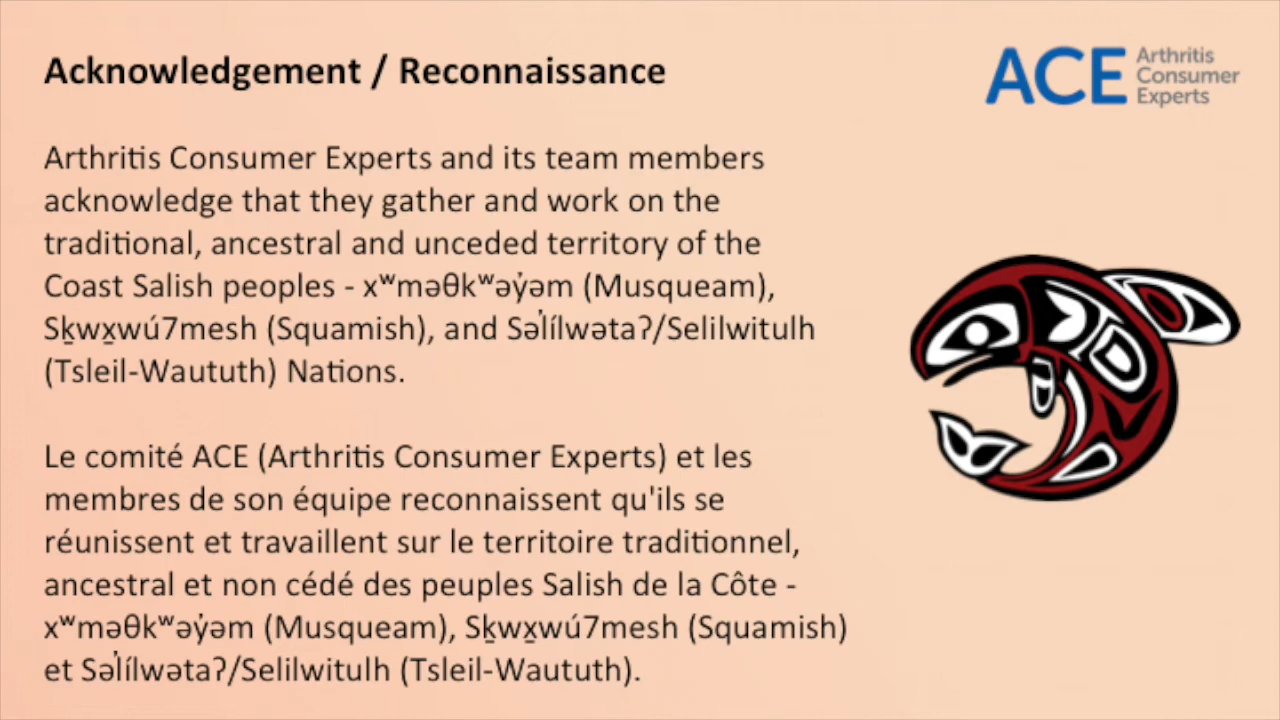 Acknowledgement / Reconnaissance
ACE Arthritis
Consumer
Experts
Arthritis Consumer Experts and its team members
acknowledge that they gather and work on the
traditional, ancestral and unceded territory of the
Coast Salish peoples - xʷməθkʷəy̓əm (Musqueam),
Sḵwx̱wú7mesh (Squamish), and Səl̓ílwətaʔ/Selilwitulh
(Tsleil-Waututh) Nations.
Le comité ACE (Arthritis Consumer Experts) et les
membres de son équipe reconnaissent qu'ils se
réunissent et travaillent sur le territoire traditionnel,
ancestral et non cédé des peuples Salish de la Côte -
xʷməθkʷəy̓əm (Musqueam), Sḵwx̱wú7mesh (Squamish)
et Səl̓ílwətaʔ/Selilwitulh (Tsleil-Waututh).